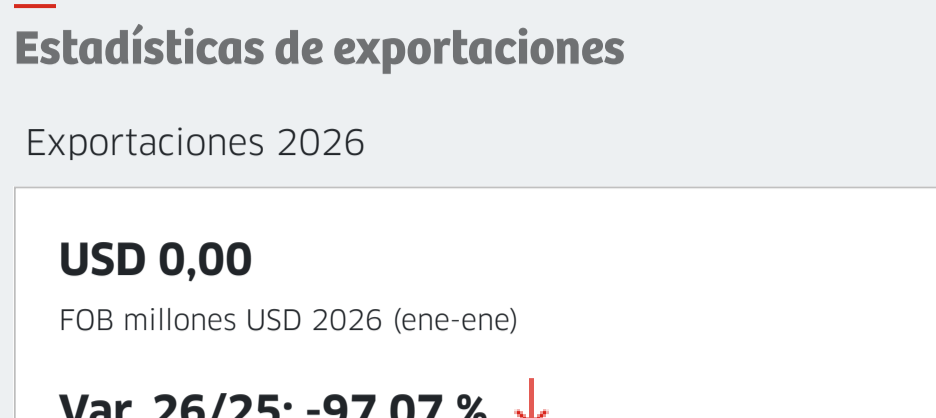 Estadísticas de exportaciones
Exportaciones 2026
USD 0,00
FOB millones USD 2026 (ene-ene)
Var. 26/25: -97,07 %